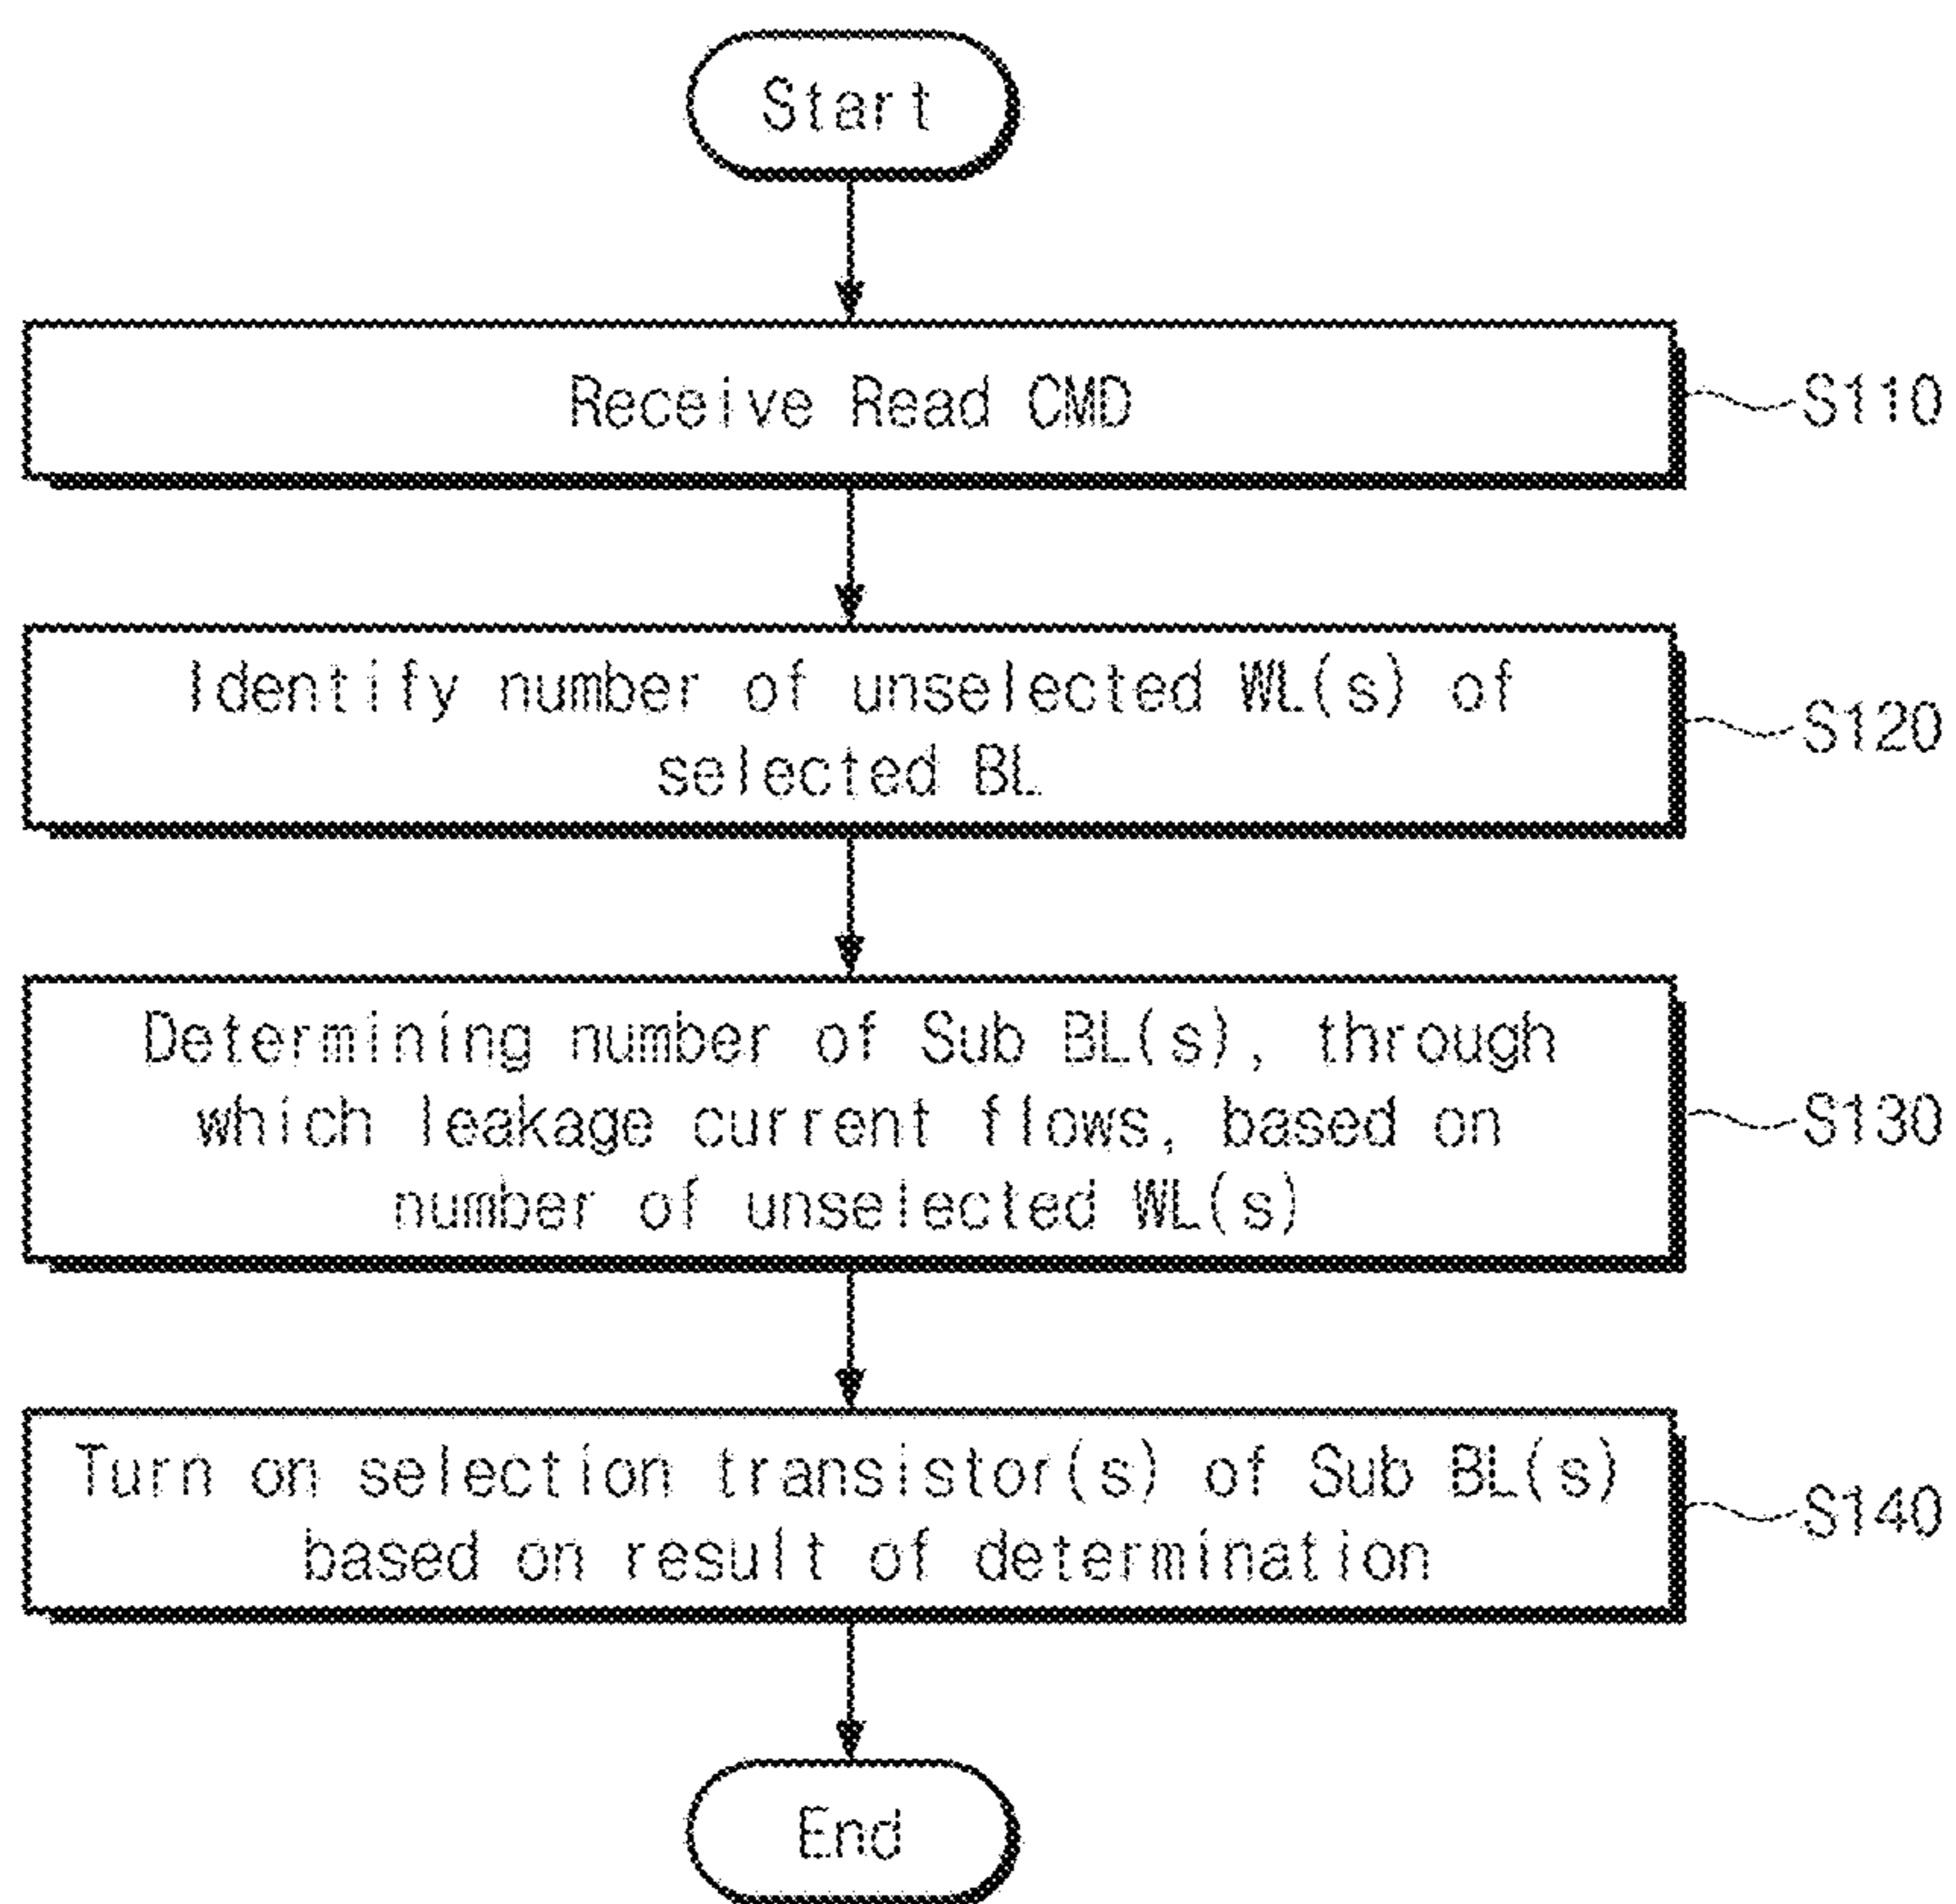 Start
Receive Read CMD
S110
Identify number of unselected WL(s) of
selected BL
S120
Determining number of Sub BL(s), through
which leakage current flows, based on
number of unselected WL(s)
S130
Turn on selection transistor(s) of Sub BL(s)
based on result of determination
S140
End